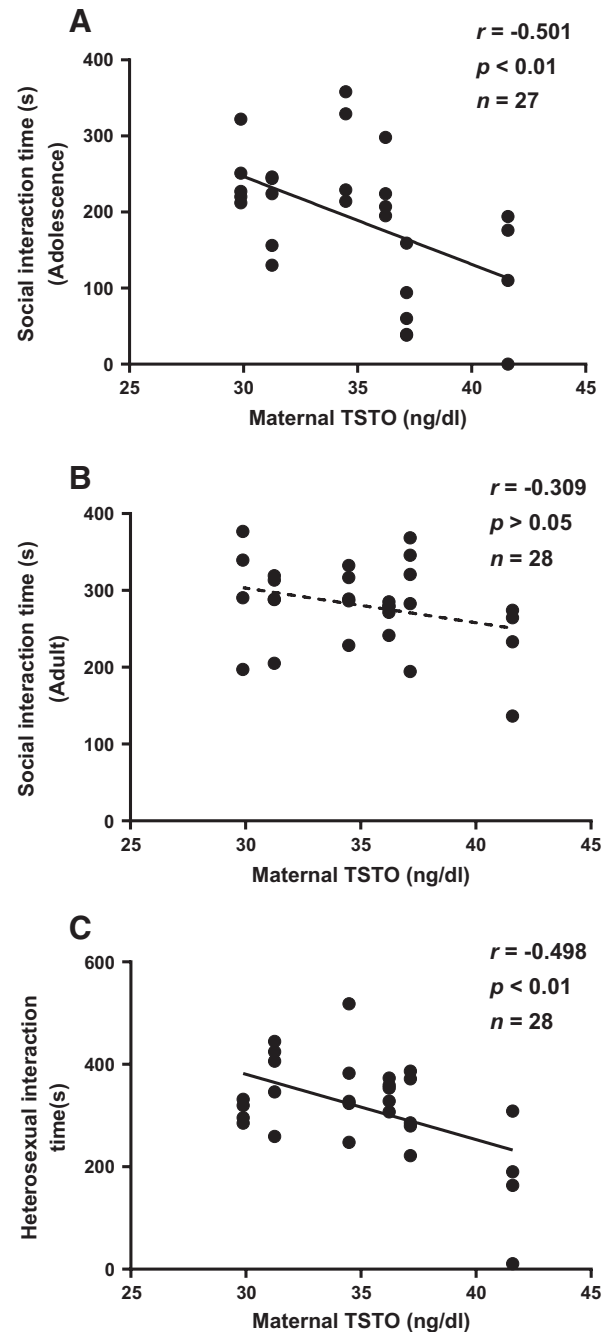 A
r = -0.501
p < 0.01
n = 27
Social interaction time (s)
(Adolescence)
400
300
200
100
0
25 30 35 40 45
Maternal TSTO (ng/dl)
B
r = -0.309
p > 0.05
n = 28
Social interaction time (s)
(Adult)
400
300
200
100
0
25 30 35 40 45
Maternal TSTO (ng/dl)
C
r = -0.498
p < 0.01
n = 28
Heterosexual interaction
time(s)
600
400
200
0
25 30 35 40 45
Maternal TSTO (ng/dl)